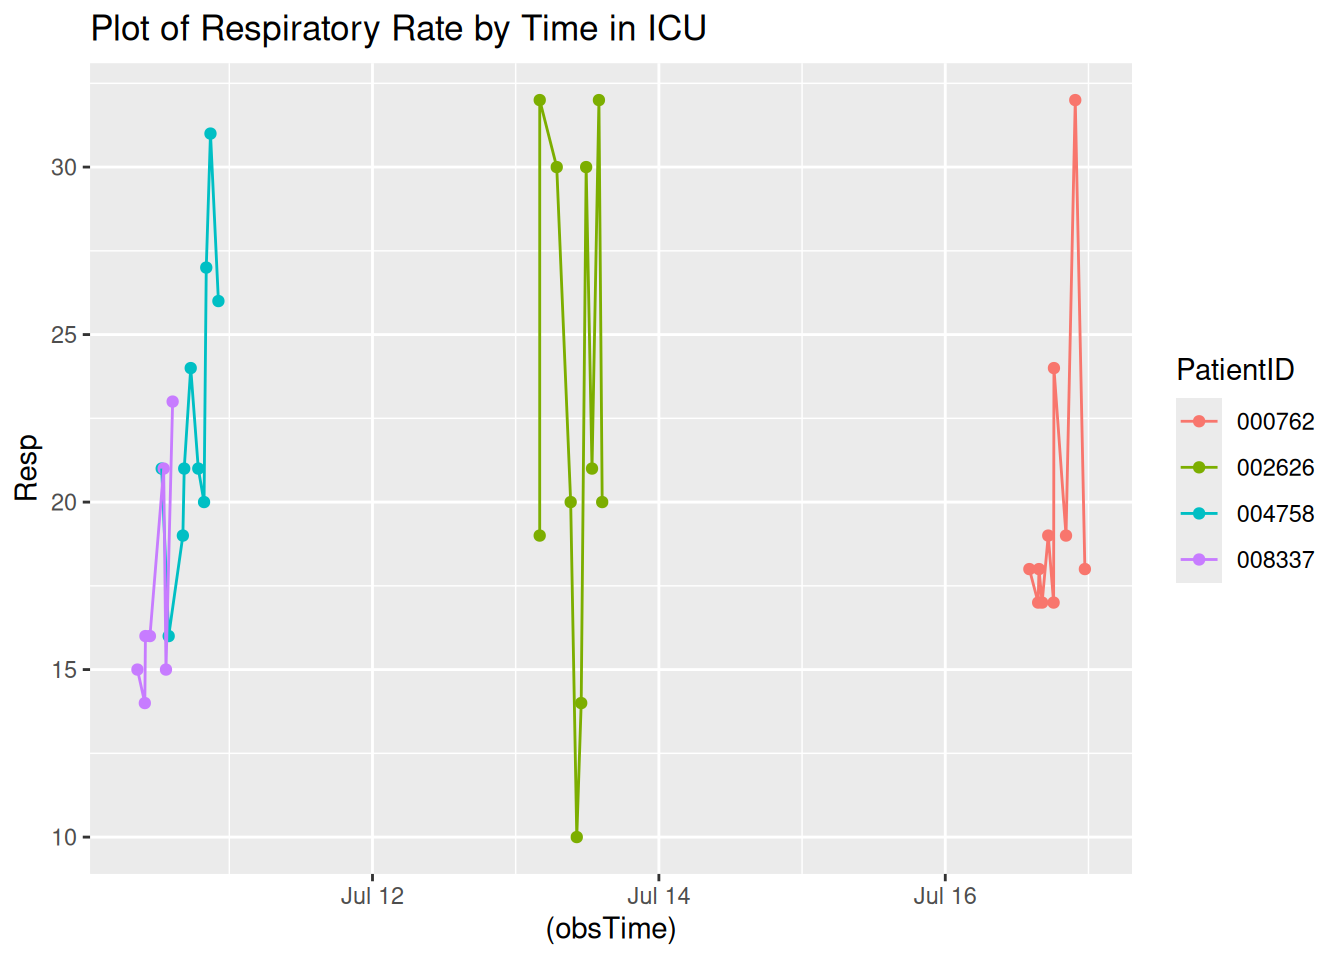 Plot of Respiratory Rate by Time in ICU
Resp
30
25
20
15
10
Jul 12
Jul 14
Jul 16
(obsTime)
PatientID
000762
002626
004758
008337